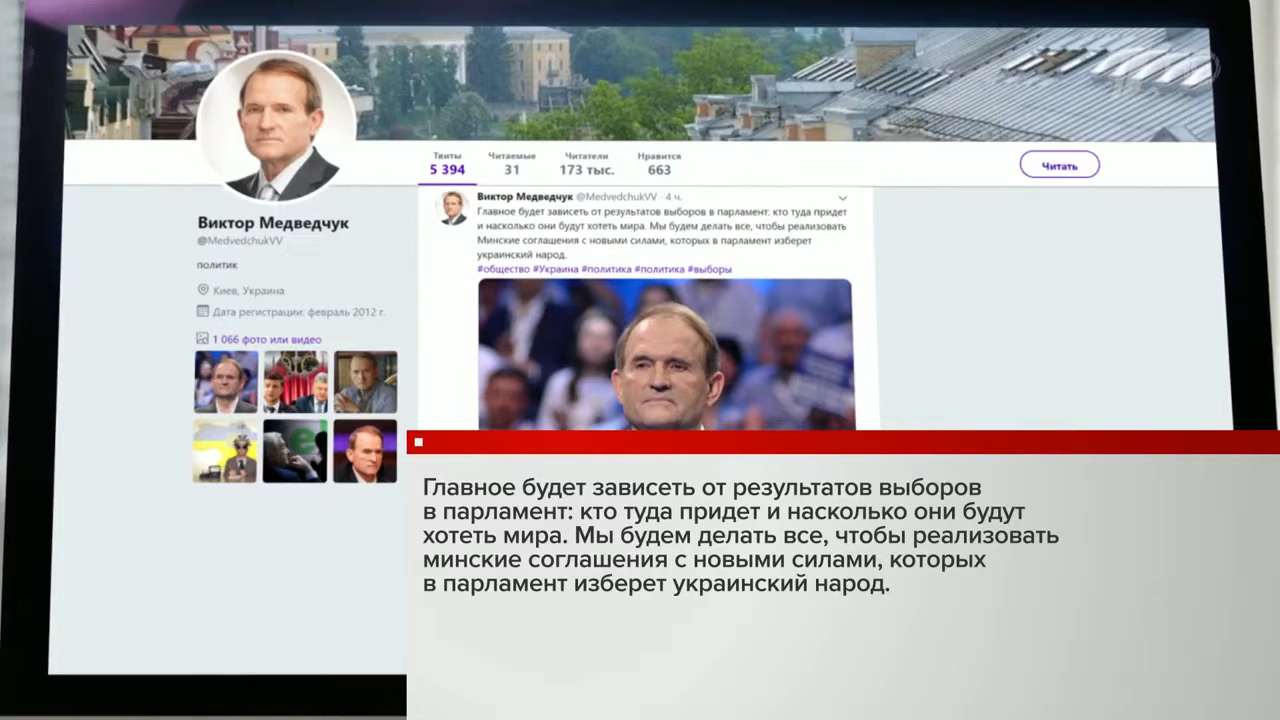 Твиты
5 394
Читаемые
31
Читатели
173 тыс.
Нравится
663
Читать
Виктор Медведчук
@MedvedchukVV
политик
Киев, Украина
Дата регистрации: февраль 2012 г.
1 066 фото или видео
Виктор Медведчук @MedvedchukVV · 4 ч.
Главное будет зависеть от результатов выборов в парламент: кто туда придет
и насколько они будут хотеть мира. Мы будем делать все, чтобы реализовать
Минские соглашения с новыми силами, которых в парламент изберет
украинский народ.
#общество #Украина #политика #политика #выборы
Главное будет зависеть от результатов выборов
в парламент: кто туда придет и насколько они будут
хотеть мира. Мы будем делать все, чтобы реализовать
минские соглашения с новыми силами, которых
в парламент изберет украинский народ.